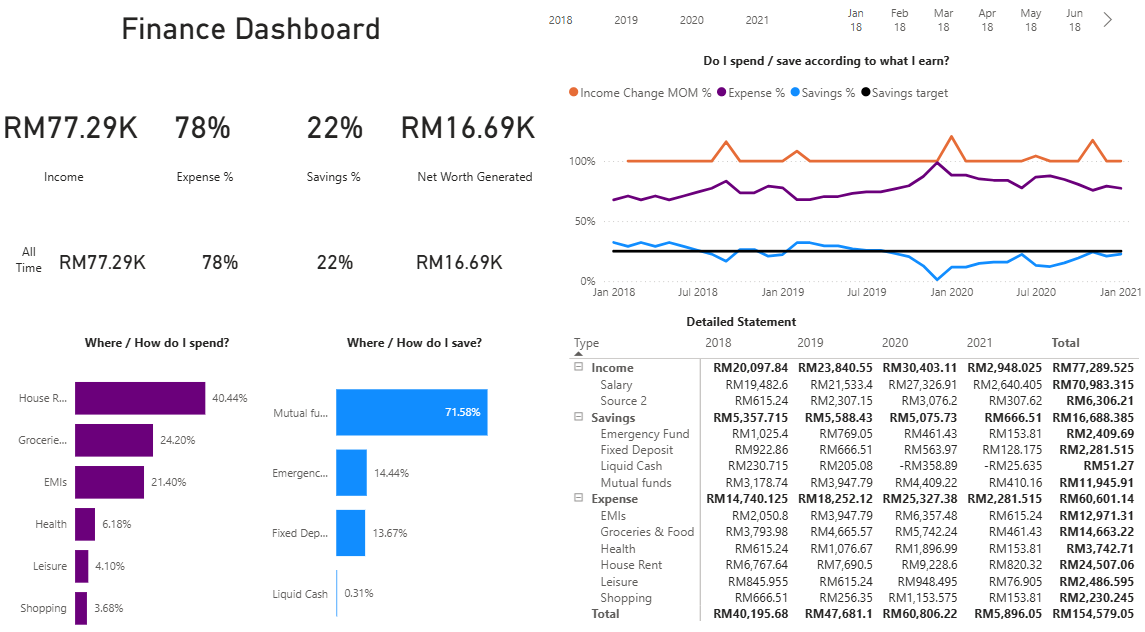 Finance Dashboard
2018 2019 2020 2021 Jan 18 Feb 18 Mar 18 Apr 18 May 18 Jun 18
RM77.29K 78% 22% RM16.69K
Income Expense % Savings % Net Worth Generated
All Time RM77.29K 78% 22% RM16.69K
Do I spend / save according to what I earn?
Income Change MOM % Expense % Savings % Savings target
100%
50%
0%
Jan 2018 Jul 2018 Jan 2019 Jul 2019 Jan 2020 Jul 2020 Jan 2021
Where / How do I spend?
House R... 40.44%
Grocerie... 24.20%
EMIs 21.40%
Health 6.18%
Leisure 4.10%
Shopping 3.68%
Where / How do I save?
Mutual fu... 71.58%
Emergenc... 14.44%
Fixed Dep... 13.67%
Liquid Cash 0.31%
Detailed Statement
Type 2018 2019 2020 2021 Total
Income RM20,097.84 RM23,840.55 RM30,403.11 RM2,948.025 RM77,289.525
Salary RM19,482.6 RM21,533.4 RM27,326.91 RM2,640.405 RM70,983.315
Source 2 RM615.24 RM2,307.15 RM3,076.2 RM307.62 RM6,306.21
Savings RM5,357.715 RM5,588.43 RM5,075.73 RM666.51 RM16,688.385
Emergency Fund RM1,025.4 RM769.05 RM461.43 RM153.81 RM2,409.69
Fixed Deposit RM922.86 RM666.51 RM563.97 RM128.175 RM2,281.515
Liquid Cash RM230.715 RM205.08 -RM358.89 -RM25.635 RM51.27
Mutual funds RM3,178.74 RM3,947.79 RM4,409.22 RM410.16 RM11,945.91
Expense RM14,740.125 RM18,252.12 RM25,327.38 RM2,281.515 RM60,601.14
EMIs RM2,050.8 RM3,947.79 RM6,357.48 RM615.24 RM12,971.31
Groceries & Food RM3,793.98 RM4,665.57 RM5,742.24 RM461.43 RM14,663.22
Health RM615.24 RM1,076.67 RM1,896.99 RM153.81 RM3,742.71
House Rent RM6,767.64 RM7,690.5 RM9,228.6 RM820.32 RM24,507.06
Leisure RM845.955 RM615.24 RM948.495 RM76.905 RM2,486.595
Shopping RM666.51 RM256.35 RM1,153.575 RM153.81 RM2,230.245
Total RM40,195.68 RM47,681.1 RM60,806.22 RM5,896.05 RM154,579.05